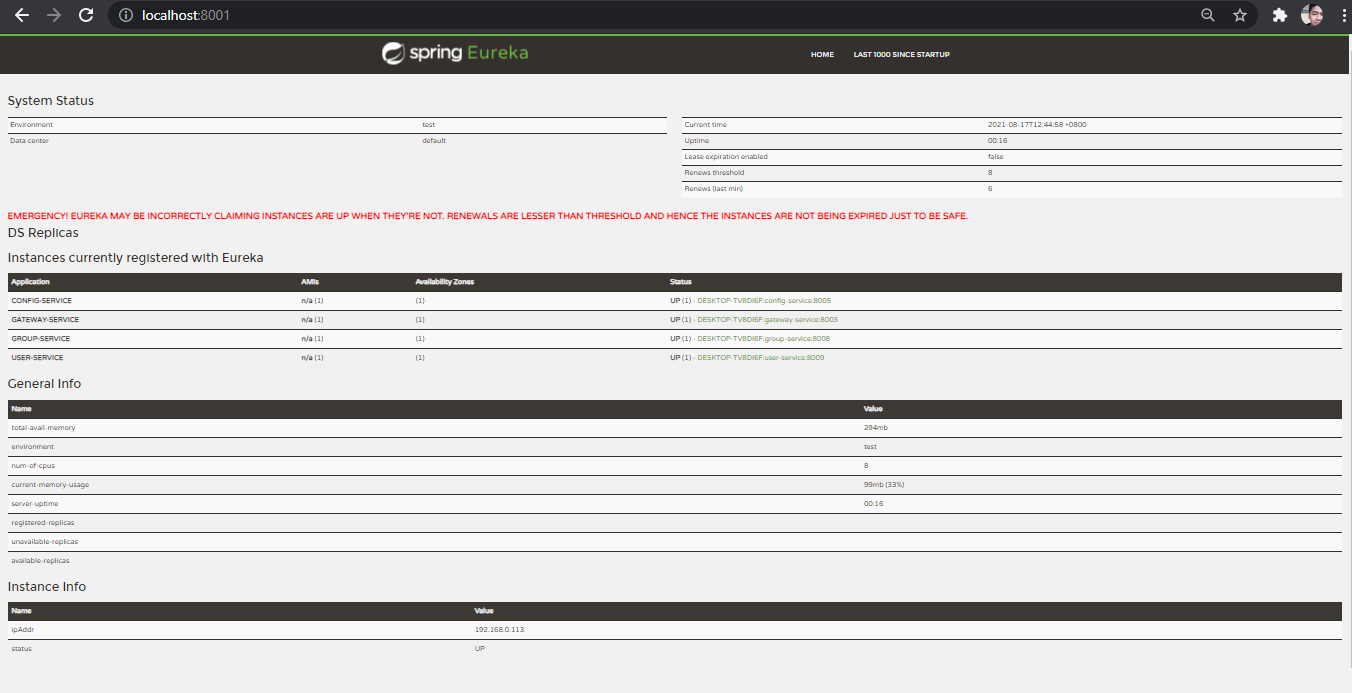 localhost:8001
spring Eureka
HOME LAST 1000 SINCE STARTUP
System Status
Environment test
Data center default
Current time 2021-08-17T12:44:58 +0800
Uptime 00:16
Lease expiration enabled false
Renews threshold 8
Renews (last min) 6
EMERGENCY! EUREKA MAY BE INCORRECTLY CLAIMING INSTANCES ARE UP WHEN THEY'RE NOT. RENEWALS ARE LESSER THAN THRESHOLD AND HENCE THE INSTANCES ARE NOT BEING EXPIRED JUST TO BE SAFE.
DS Replicas
Instances currently registered with Eureka
Application AMIs Availability Zones Status
CONFIG-SERVICE n/a (1) (1) UP (1) - DESKTOP-TV8DI6F:config-service:8005
GATEWAY-SERVICE n/a (1) (1) UP (1) - DESKTOP-TV8DI6F:gateway-service:8003
GROUP-SERVICE n/a (1) (1) UP (1) - DESKTOP-TV8DI6F:group-service:8008
USER-SERVICE n/a (1) (1) UP (1) - DESKTOP-TV8DI6F:user-service:8009
General Info
Name Value
total-avail-memory 294mb
environment test
num-of-cpus 8
current-memory-usage 99mb (33%)
server-uptime 00:16
registered-replicas
unavailable-replicas
available-replicas
Instance Info
Name Value
ipAddr 192.168.0.113
status UP